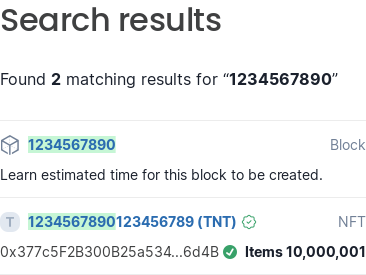 Search results
Found 2 matching results for “1234567890”
1234567890 Block
Learn estimated time for this block to be created.
T 1234567890123456789 (TNT) NFT
0x377c5F2B300B25a534...6d4B Items 10,000,001